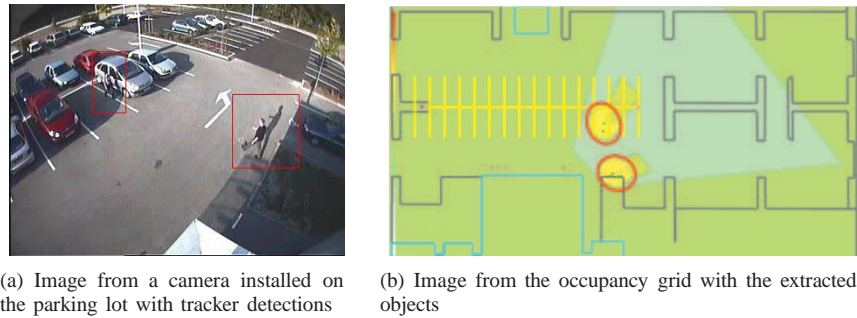 (a) Image from a camera installed on
the parking lot with tracker detections
(b) Image from the occupancy grid with the extracted
objects